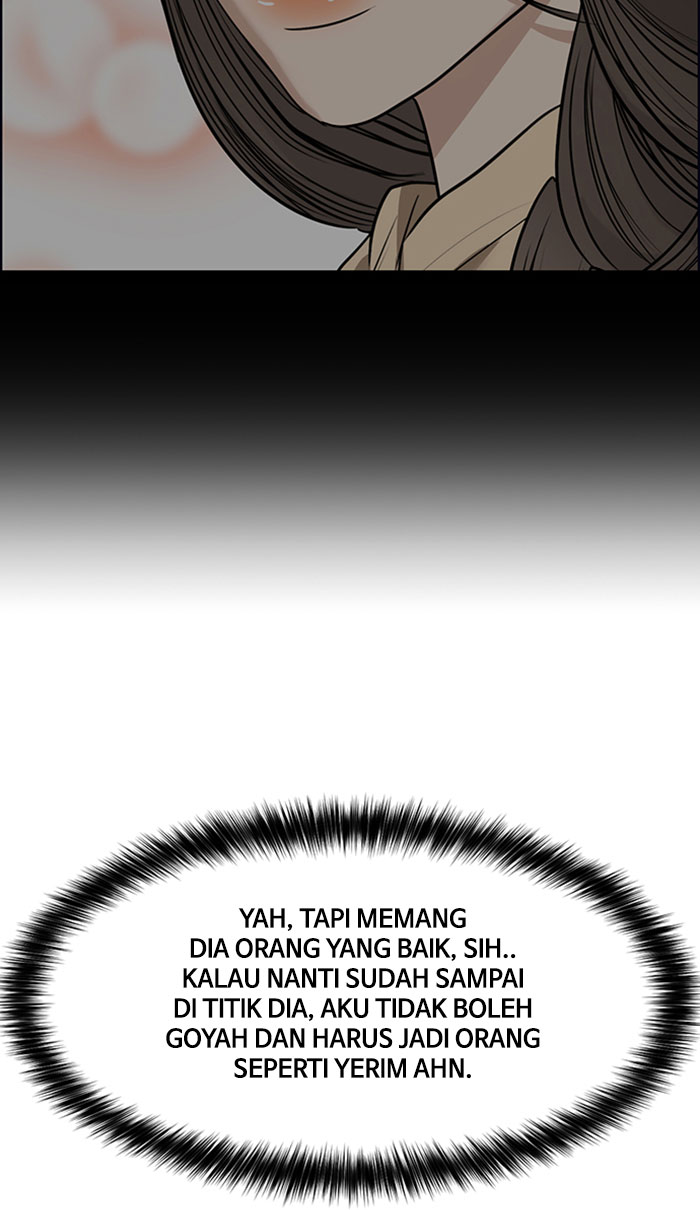 YAH, TAPI MEMANG
DIA ORANG YANG BAIK, SIH..
KALAU NANTI SUDAH SAMPAI
DI TITIK DIA, AKU TIDAK BOLEH
GOYAH DAN HARUS JADI ORANG
SEPERTI YERIM AHN.